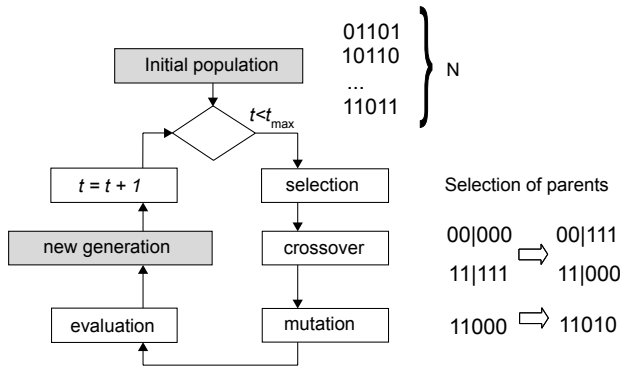 Initial population
01101
10110
...
11011
N
t<tmax
t = t + 1
selection
Selection of parents
new generation
crossover
00|000
00|111
11|111
11|000
evaluation
mutation
11000
11010